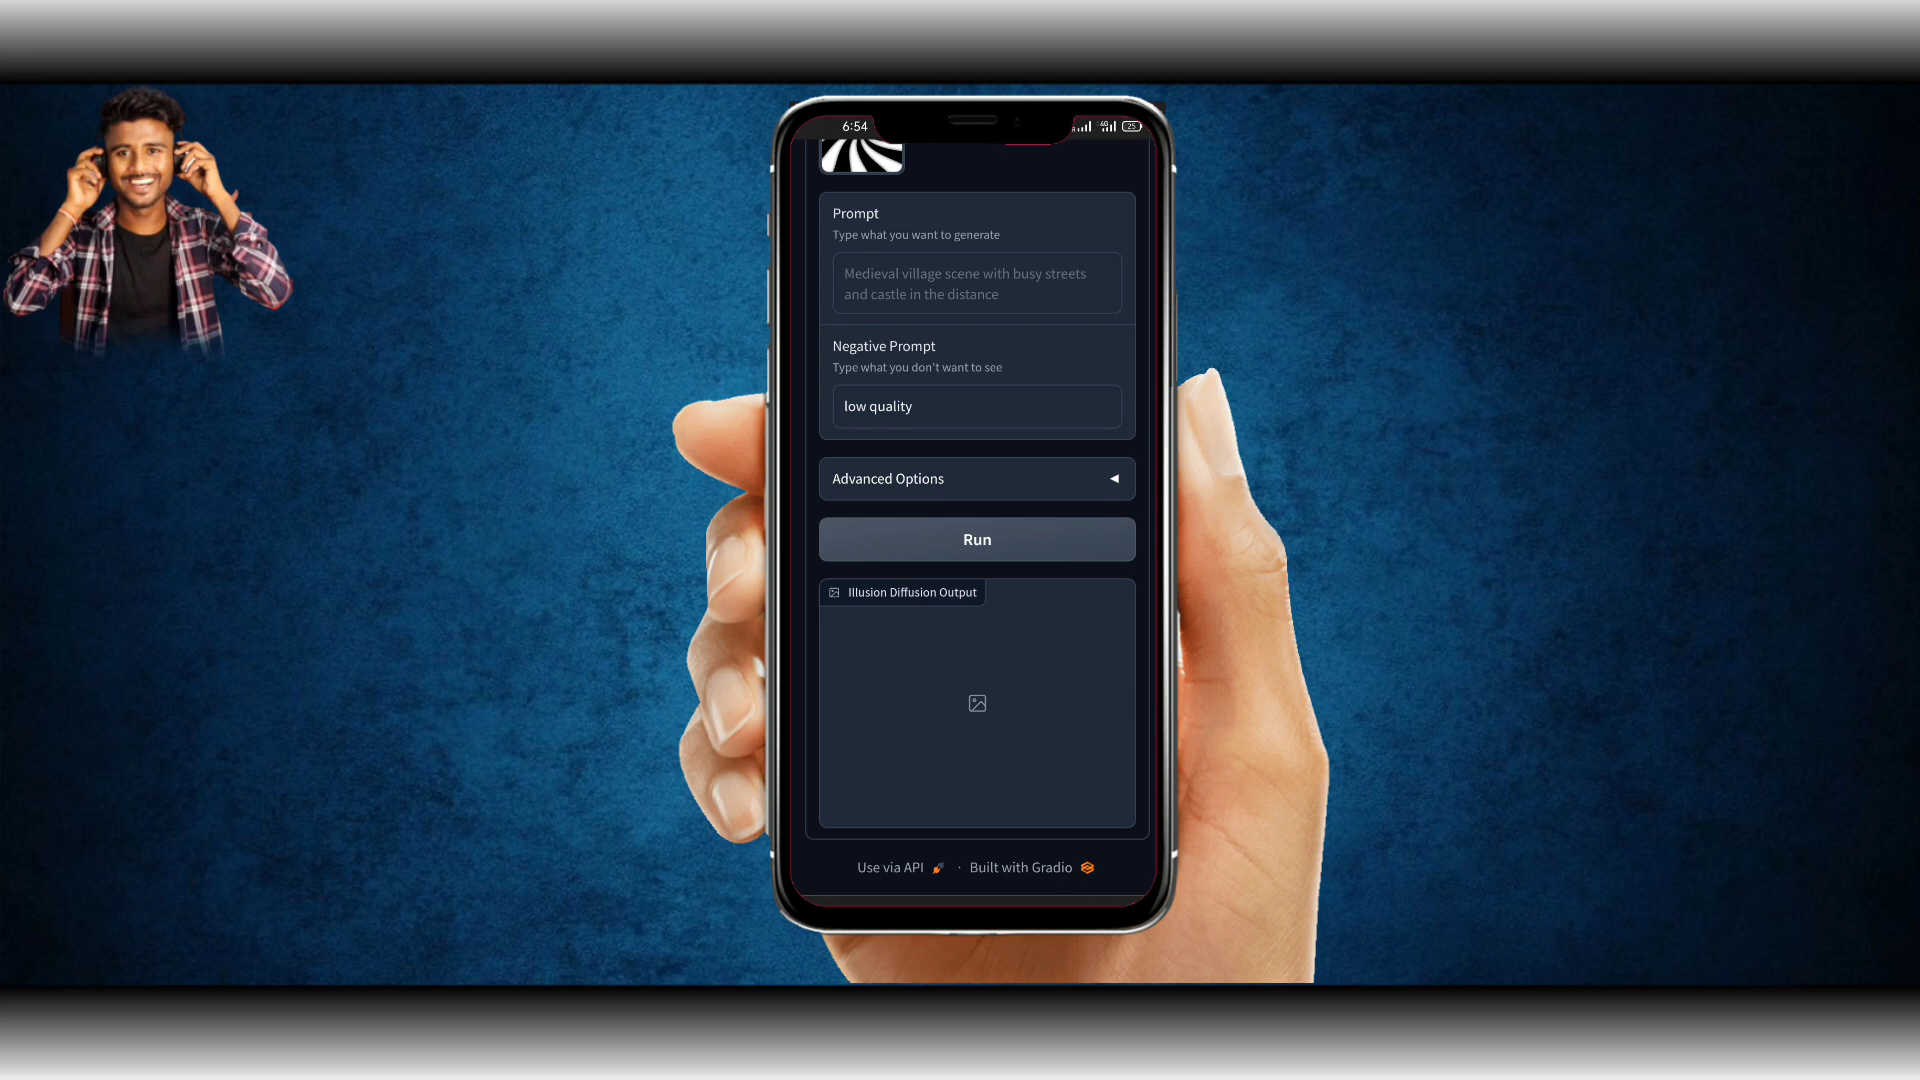 6:54
4G
25
Prompt
Type what you want to generate
Medieval village scene with busy streets
and castle in the distance
Negative Prompt
Type what you don't want to see
low quality
Advanced Options
Run
Illusion Diffusion Output
Use via API · Built with Gradio